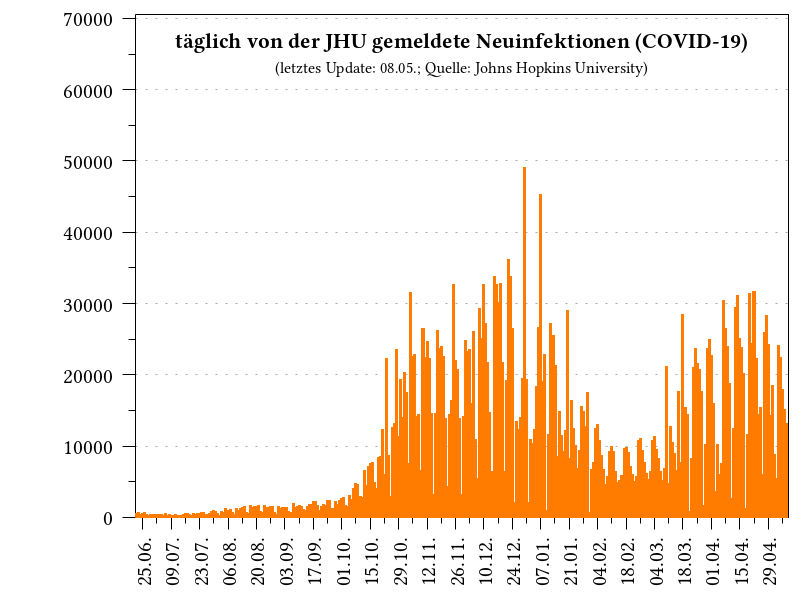 täglich von der JHU gemeldete Neuinfektionen (COVID-19)
(letztes Update: 08.05.; Quelle: Johns Hopkins University)
70000
60000
50000
40000
30000
20000
10000
0
25.06. 09.07. 23.07. 06.08. 20.08. 03.09. 17.09. 01.10. 15.10. 29.10. 12.11. 26.11. 10.12. 24.12. 07.01. 21.01. 04.02. 18.02. 04.03. 18.03. 01.04. 15.04. 29.04.